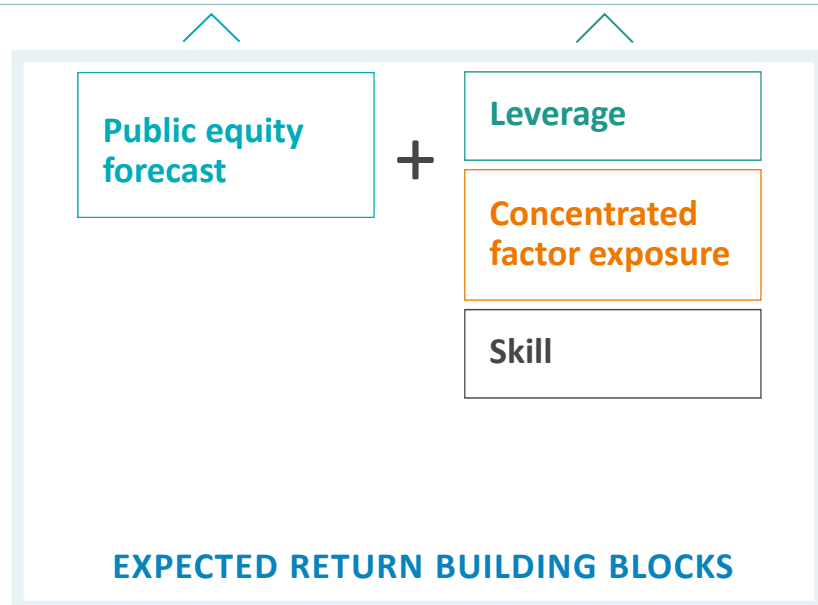 Public equity
forecast
+
Leverage
Concentrated
factor exposure
Skill
EXPECTED RETURN BUILDING BLOCKS